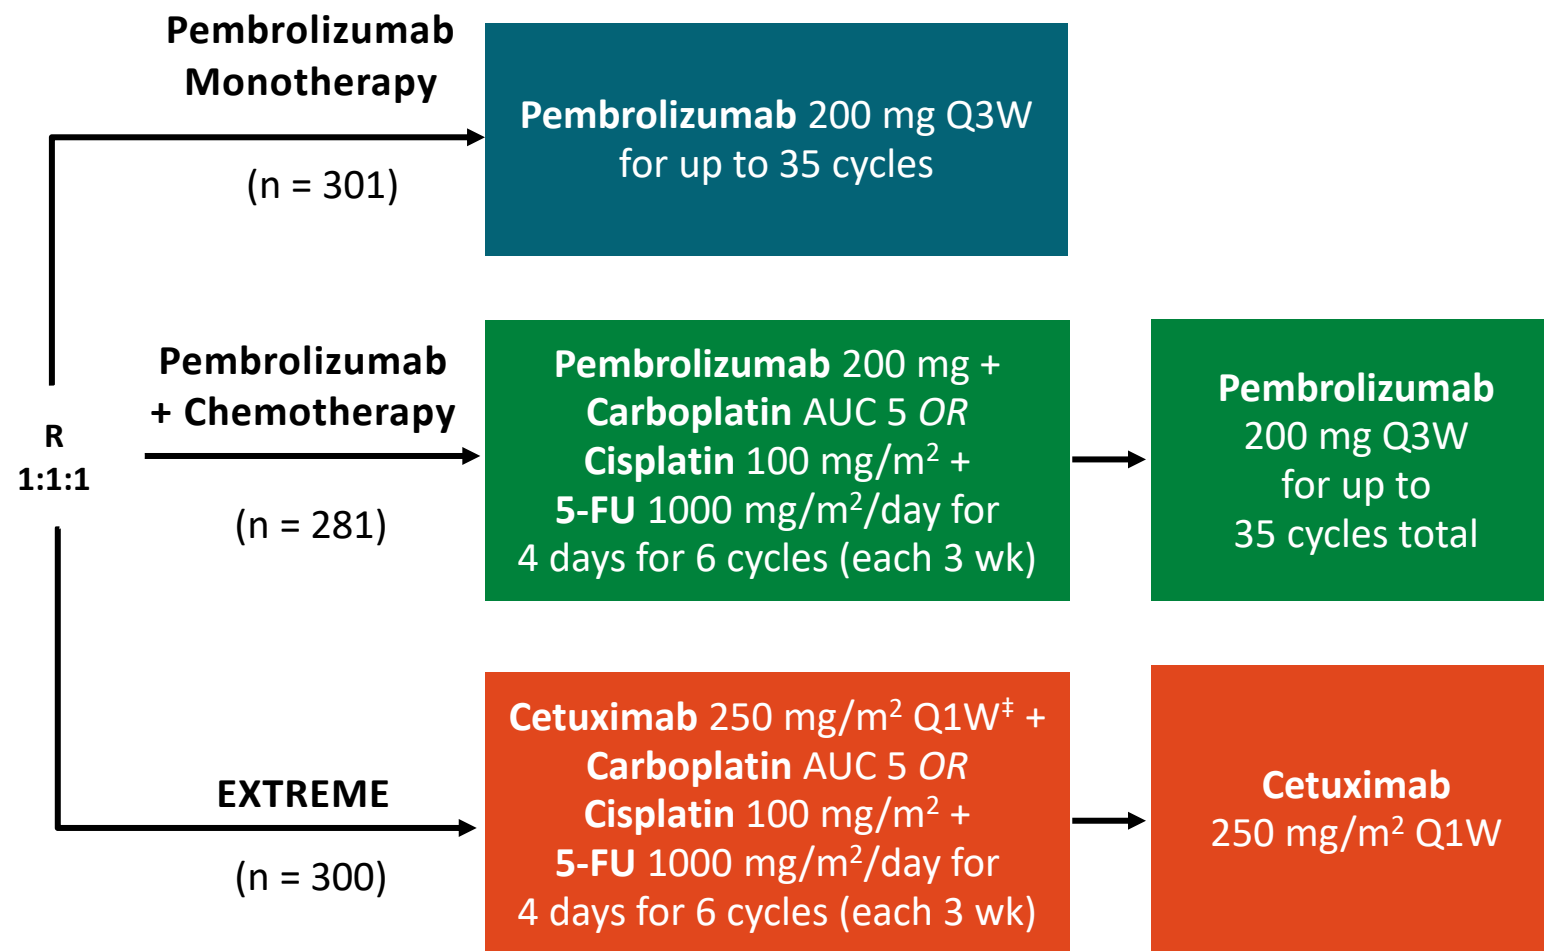 Pembrolizumab
Monotherapy
(n = 301)
Pembrolizumab 200 mg Q3W
for up to 35 cycles
R
1:1:1
Pembrolizumab
+ Chemotherapy
(n = 281)
Pembrolizumab 200 mg +
Carboplatin AUC 5 OR
Cisplatin 100 mg/m² +
5-FU 1000 mg/m²/day for
4 days for 6 cycles (each 3 wk)
Pembrolizumab
200 mg Q3W
for up to
35 cycles total
EXTREME
(n = 300)
Cetuximab 250 mg/m² Q1W‡ +
Carboplatin AUC 5 OR
Cisplatin 100 mg/m² +
5-FU 1000 mg/m²/day for
4 days for 6 cycles (each 3 wk)
Cetuximab
250 mg/m² Q1W